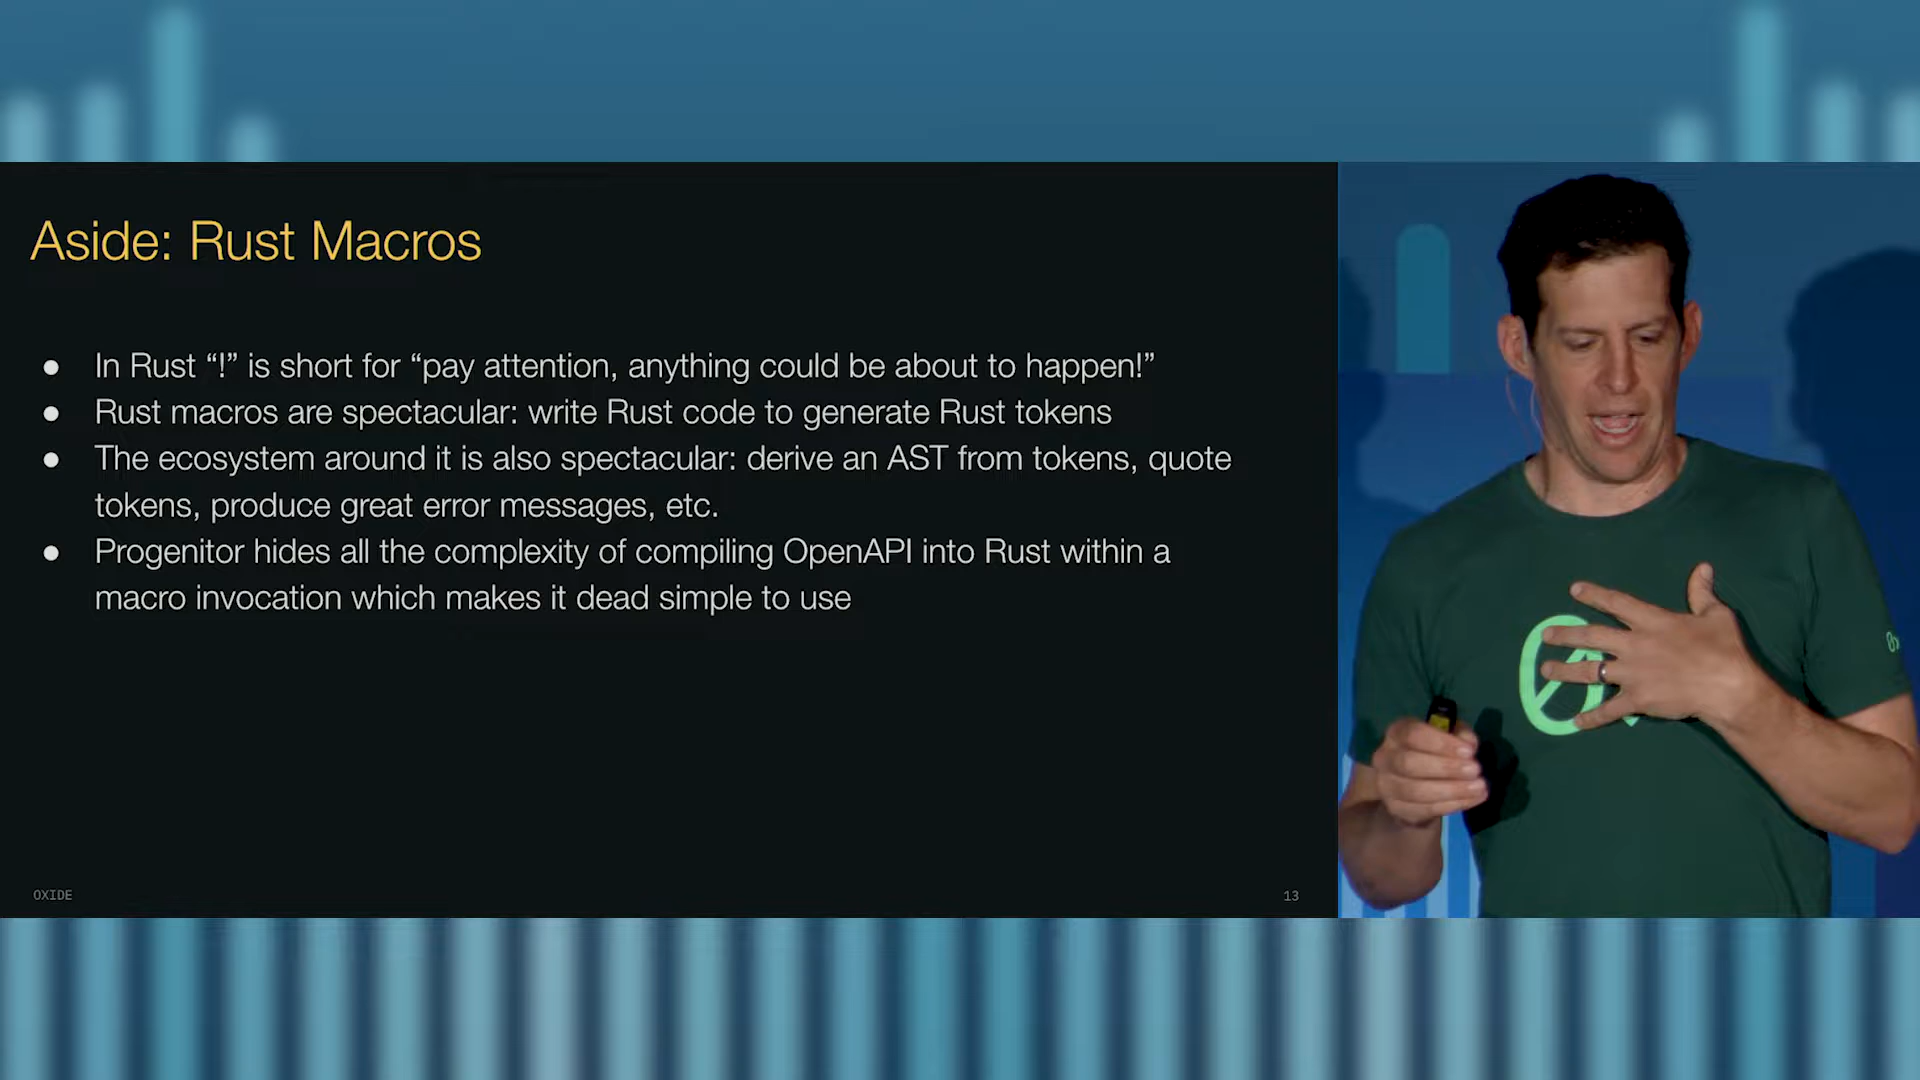 Aside: Rust Macros
● In Rust “!” is short for “pay attention, anything could be about to happen!”
● Rust macros are spectacular: write Rust code to generate Rust tokens
● The ecosystem around it is also spectacular: derive an AST from tokens, quote
tokens, produce great error messages, etc.
● Progenitor hides all the complexity of compiling OpenAPI into Rust within a
macro invocation which makes it dead simple to use
OXIDE
13